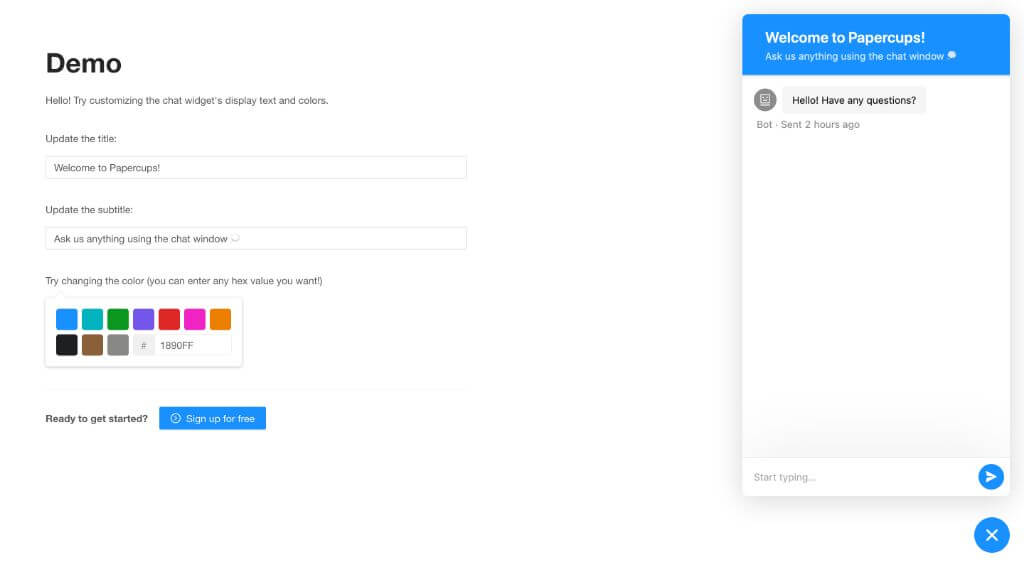 Demo
Hello! Try customizing the chat widget's display text and colors.
Update the title:
Welcome to Papercups!
Update the subtitle:
Ask us anything using the chat window
Try changing the color (you can enter any hex value you want!)
# 1890FF
Ready to get started? Sign up for free
Welcome to Papercups!
Ask us anything using the chat window
Hello! Have any questions?
Bot · Sent 2 hours ago
Start typing...